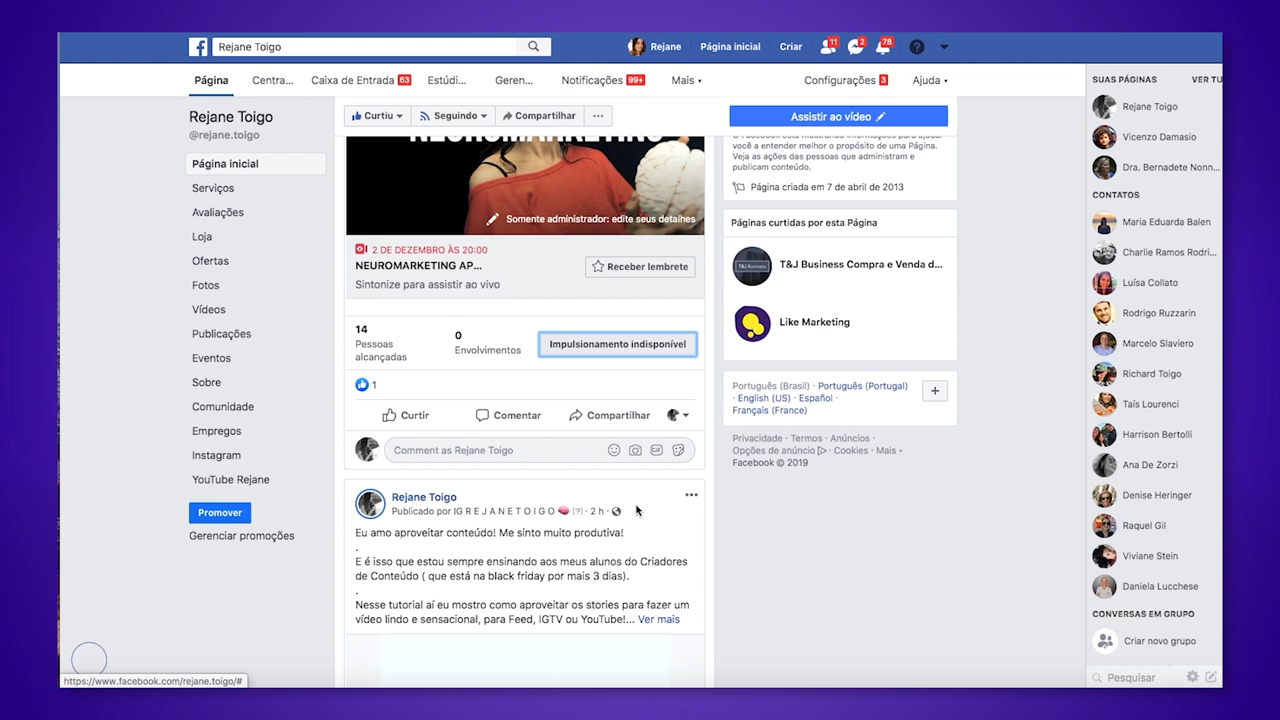 Rejane Toigo
Rejane
Página inicial
Criar
11
2
78
?
Página
Centra...
Caixa de Entrada 63
Estúdi...
Geren...
Notificações 99+
Mais
Configurações 3
Ajuda
Rejane Toigo
@rejane.toigo
Página inicial
Serviços
Avaliações
Loja
Ofertas
Fotos
Vídeos
Publicações
Eventos
Sobre
Comunidade
Empregos
Instagram
YouTube Rejane
Promover
Gerenciar promoções
Curtiu
Seguindo
Compartilhar
...
Assistir ao vídeo
NEUROMARKETING
Somente administrador: edite seus detalhes
2 DE DEZEMBRO ÀS 20:00
NEUROMARKETING AP...
Sintonize para assistir ao vivo
Receber lembrete
14
Pessoas
alcançadas
0
Envolvimentos
Impulsionamento indisponível
1
Curtir
Comentar
Compartilhar
Comment as Rejane Toigo
GIF
Rejane Toigo
Publicado por I G R E J A N E T O I G O [?] · 2 h ·
Eu amo aproveitar conteúdo! Me sinto muito produtiva!
.
E é isso que estou sempre ensinando aos meus alunos do Criadores
de Conteúdo ( que está na black friday por mais 3 dias).
.
Nesse tutorial aí eu mostro como aproveitar os stories para fazer um
vídeo lindo e sensacional, para Feed, IGTV ou YouTube!... Ver mais
O Facebook está mostrando informações para ajudar
você a entender melhor o propósito de uma Página.
Veja as ações das pessoas que administram e
publicam conteúdo.
Página criada em 7 de abril de 2013
Páginas curtidas por esta Página
T&J Business Compra e Venda d...
Like Marketing
Português (Brasil) · Português (Portugal)
· English (US) · Español ·
Français (France)
+
Privacidade · Termos · Anúncios ·
Opções de anúncio · Cookies · Mais
Facebook © 2019
SUAS PÁGINAS
VER TU
Rejane Toigo
Vicenzo Damasio
Dra. Bernadete Nonn...
CONTATOS
Maria Eduarda Balen
Charlie Ramos Rodri...
Luísa Collato
Rodrigo Ruzzarin
Marcelo Slaviero
Richard Toigo
Taís Lourenci
Harrison Bertolli
Ana De Zorzi
Denise Heringer
Raquel Gil
Viviane Stein
Daniela Lucchese
CONVERSAS EM GRUPO
Criar novo grupo
Pesquisar
https://www.facebook.com/rejane.toigo/#